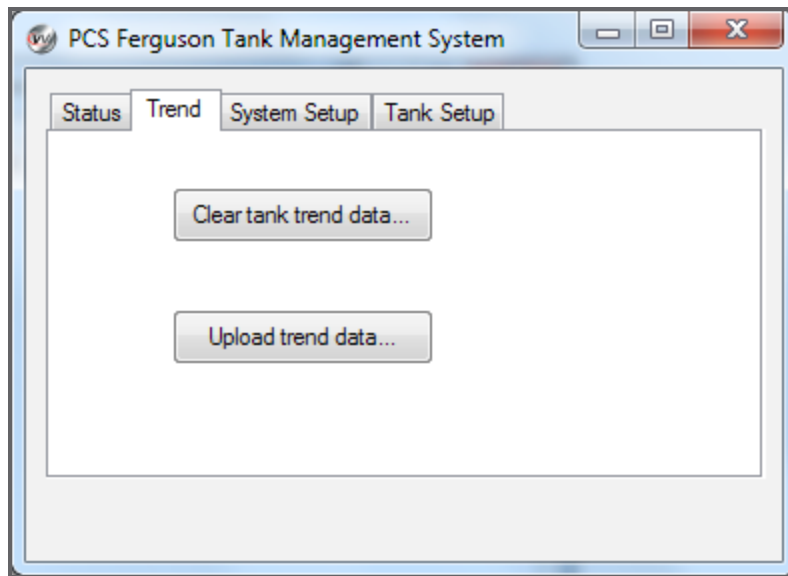 PCS Ferguson Tank Management System
Status Trend System Setup Tank Setup
Clear tank trend data...
Upload trend data...